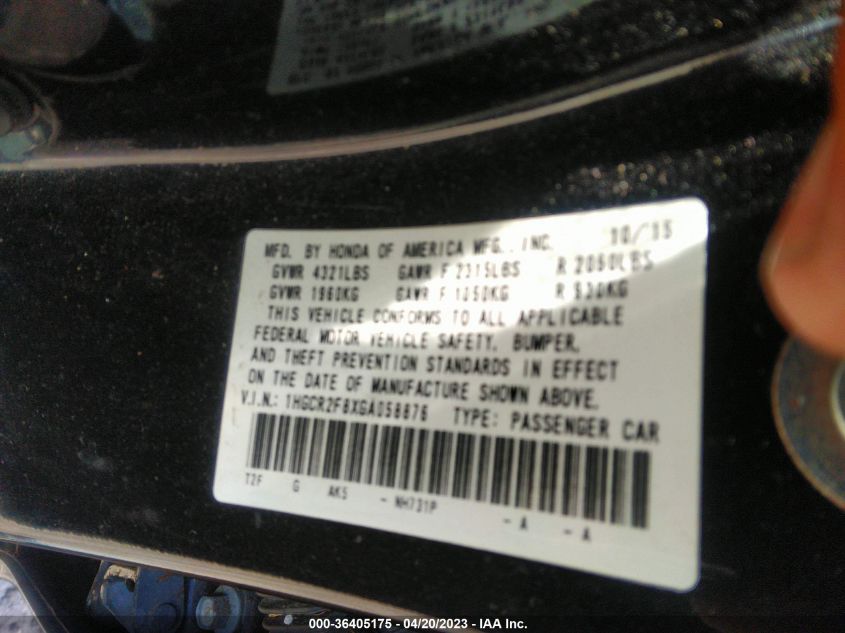 MFD. BY HONDA OF AMERICA MFG., INC. 10/15
GVWR 4321LBS GAWR F 2315LBS R 2050LBS
GVWR 1960KG GAWR F 1050KG R 930KG
THIS VEHICLE CONFORMS TO ALL APPLICABLE
FEDERAL MOTOR VEHICLE SAFETY, BUMPER,
AND THEFT PREVENTION STANDARDS IN EFFECT
ON THE DATE OF MANUFACTURE SHOWN ABOVE.
V.I.N.: 1HGCR2F8XGA058876 TYPE: PASSENGER CAR
T2F G AK5 - NH731P - A - A
000-36405175 - 04/20/2023 - IAA Inc.